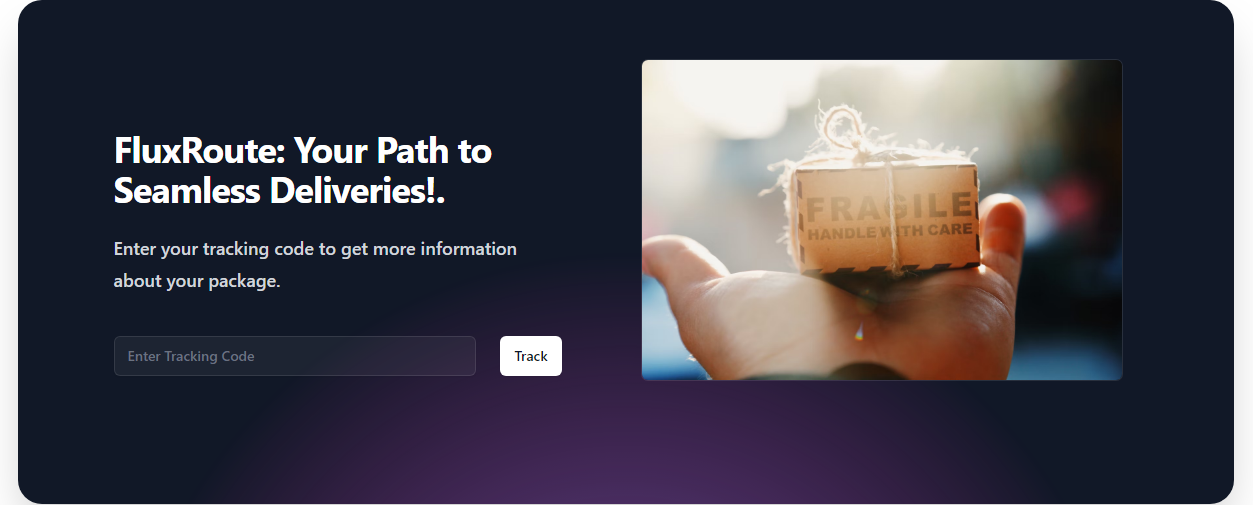 FluxRoute: Your Path to
Seamless Deliveries!.
Enter your tracking code to get more information
about your package.
Enter Tracking Code
Track
FRAGILE
HANDLE WITH CARE